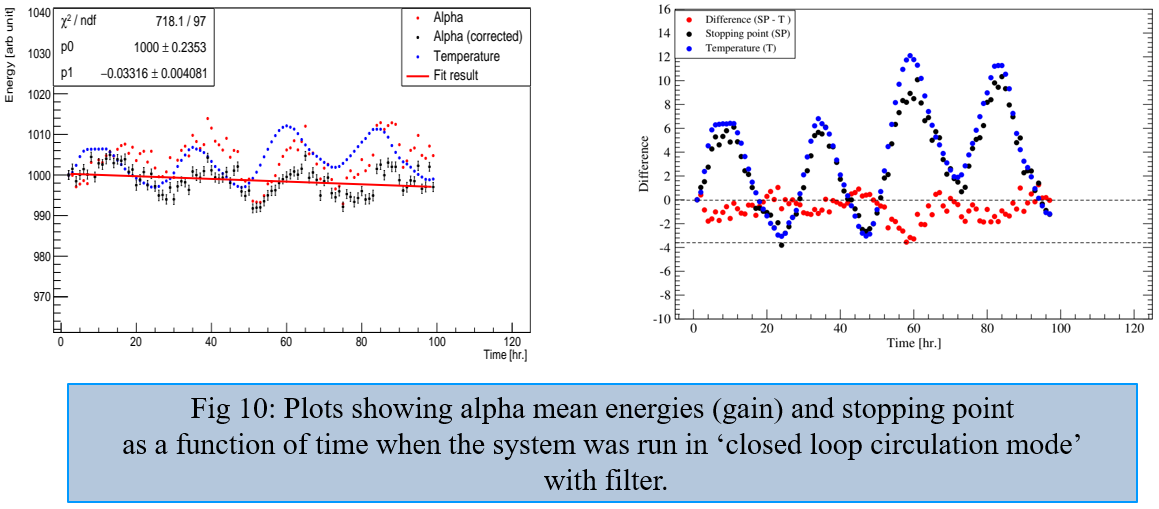 Energy [arb unit]
1040
1020
1010
1000
990
980
970
χ² / ndf 718.1 / 97
p0 1000 ± 0.2353
p1 −0.03316 ± 0.004081
Alpha
Alpha (corrected)
Temperature
Fit result
0 20 40 60 80 100 120
Time [hr.]
Difference
16
14
12
10
8
6
4
2
0
-2
-4
-6
-8
-10
Difference (SP - T )
Stopping point (SP)
Temperature (T)
0 20 40 60 80 100 120
Time [hr.]
Fig 10: Plots showing alpha mean energies (gain) and stopping point
as a function of time when the system was run in ‘closed loop circulation mode’
with filter.